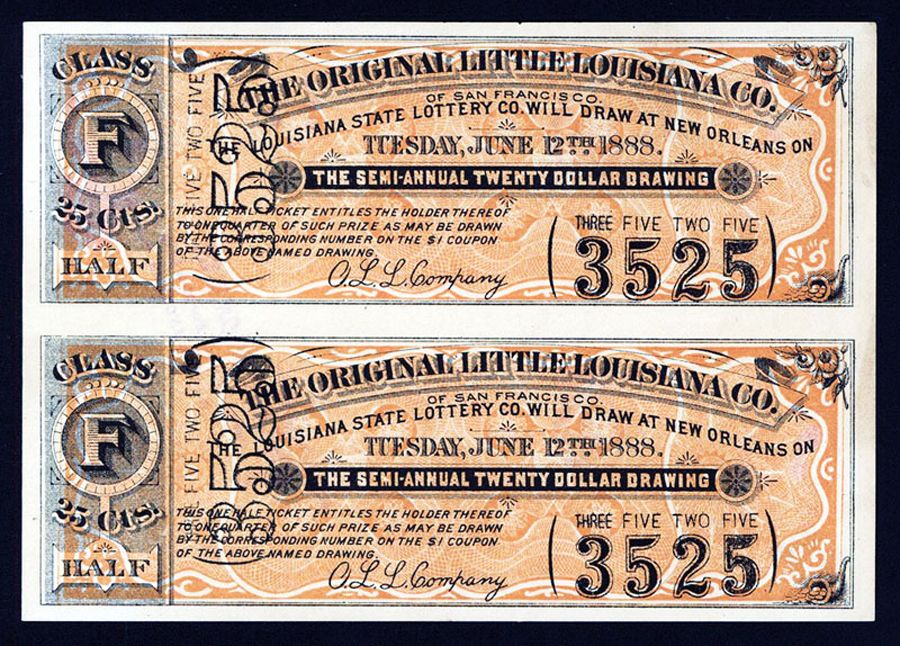 CLASS
F
25 CTS.
HALF
FIVE TWO FIVE
(3525)
THE ORIGINAL LITTLE LOUISIANA CO.
OF SAN FRANCISCO.
THE LOUISIANA STATE LOTTERY CO. WILL DRAW AT NEW ORLEANS ON
TUESDAY, JUNE 12TH 1888.
THE SEMI-ANNUAL TWENTY DOLLAR DRAWING
THIS ONE HALF TICKET ENTITLES THE HOLDER THEREOF
TO ONE QUARTER OF SUCH PRIZE AS MAY BE DRAWN
BY THE CORRESPONDING NUMBER ON THE $1 COUPON
OF THE ABOVE NAMED DRAWING.
O.L.L. Company
THREE FIVE TWO FIVE
(3525)
CLASS
F
25 CTS.
HALF
FIVE TWO FIVE
(3525)
THE ORIGINAL LITTLE LOUISIANA CO.
OF SAN FRANCISCO.
THE LOUISIANA STATE LOTTERY CO. WILL DRAW AT NEW ORLEANS ON
TUESDAY, JUNE 12TH 1888.
THE SEMI-ANNUAL TWENTY DOLLAR DRAWING
THIS ONE HALF TICKET ENTITLES THE HOLDER THEREOF
TO ONE QUARTER OF SUCH PRIZE AS MAY BE DRAWN
BY THE CORRESPONDING NUMBER ON THE $1 COUPON
OF THE ABOVE NAMED DRAWING.
O.L.L. Company
THREE FIVE TWO FIVE
(3525)